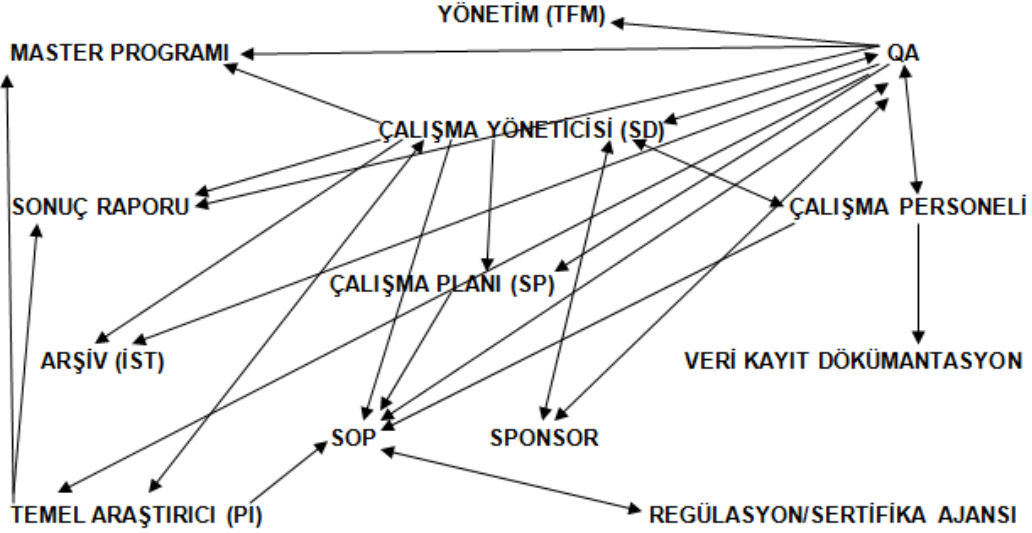 YÖNETİM (TFM)
MASTER PROGRAMI
QA
ÇALIŞMA YÖNETİCİSİ (SD)
SONUÇ RAPORU
ÇALIŞMA PERSONELİ
ÇALIŞMA PLANI (SP)
ARŞİV (İST)
VERİ KAYIT DÖKÜMANTASYON
SOP
SPONSOR
TEMEL ARAŞTIRICI (Pİ)
REGÜLASYON/SERTİFİKA AJANSI